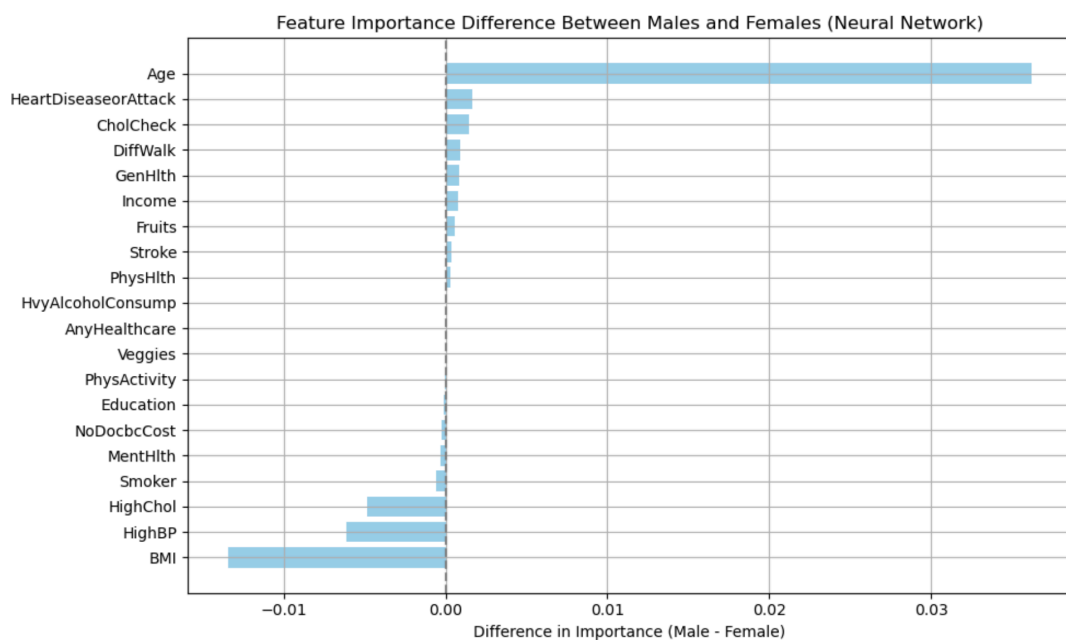 Feature Importance Difference Between Males and Females (Neural Network)
Age
HeartDiseaseorAttack
CholCheck
DiffWalk
GenHlth
Income
Fruits
Stroke
PhysHlth
HvyAlcoholConsump
AnyHealthcare
Veggies
PhysActivity
Education
NoDocbcCost
MentHlth
Smoker
HighChol
HighBP
BMI
−0.01 0.00 0.01 0.02 0.03
Difference in Importance (Male - Female)